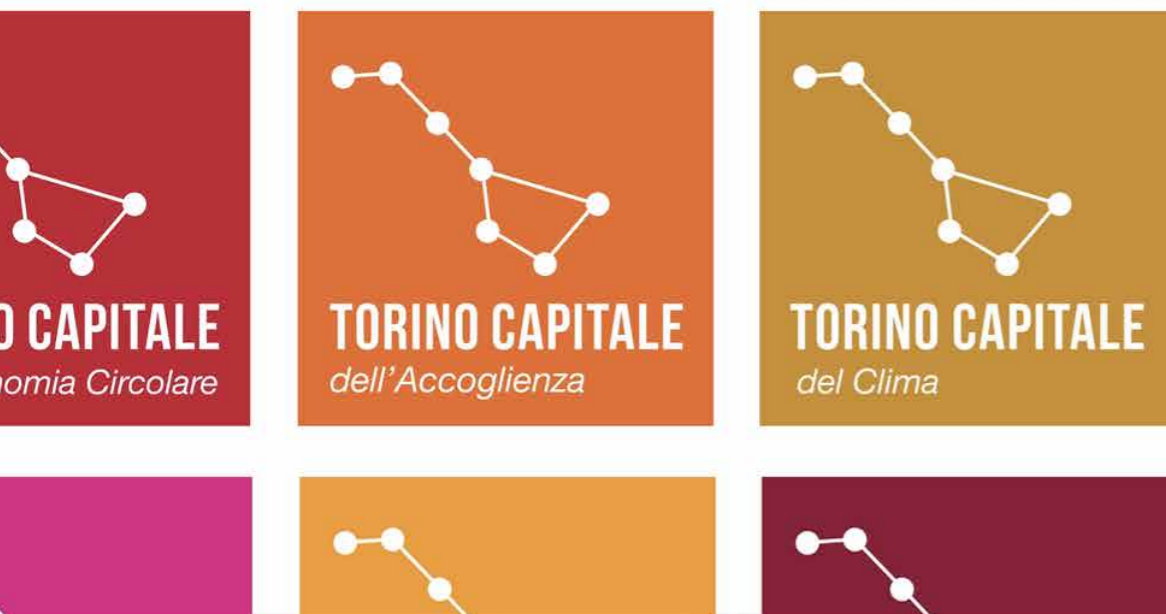 CAPITALE
Circolare
TORINO CAPITALE
dell'Accoglienza
TORINO CAPITALE
del Clima